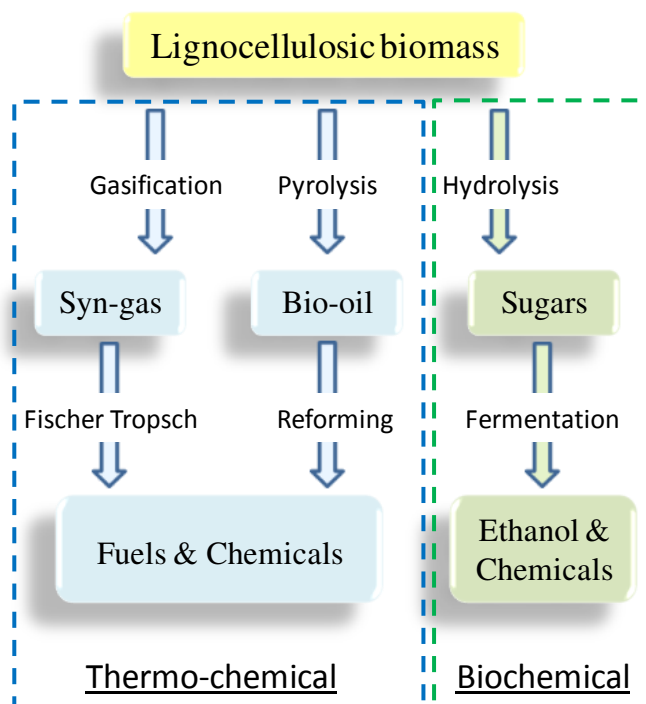 Lignocellulosic biomass
Gasification
Pyrolysis
Hydrolysis
Syn-gas
Bio-oil
Sugars
Fischer Tropsch
Reforming
Fermentation
Fuels & Chemicals
Ethanol &
Chemicals
Thermo-chemical
Biochemical